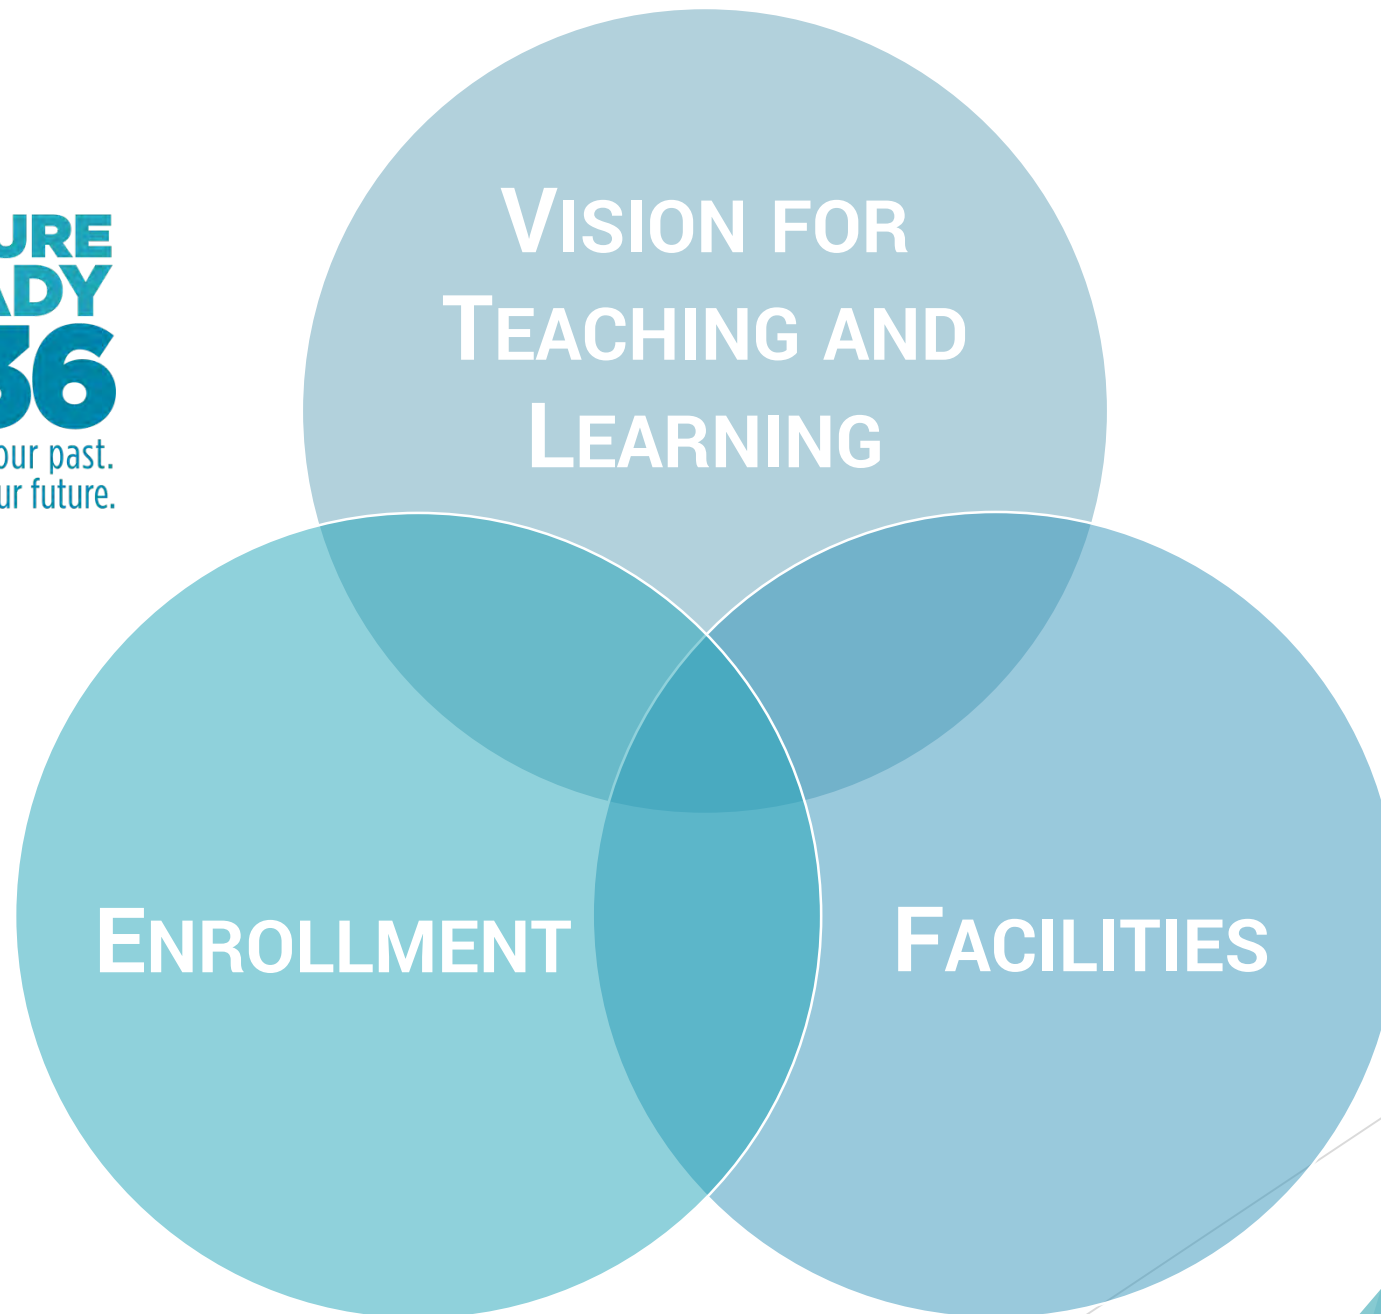 URE
ADY
36
our past.
ur future.
VISION FOR
TEACHING AND
LEARNING
ENROLLMENT
FACILITIES